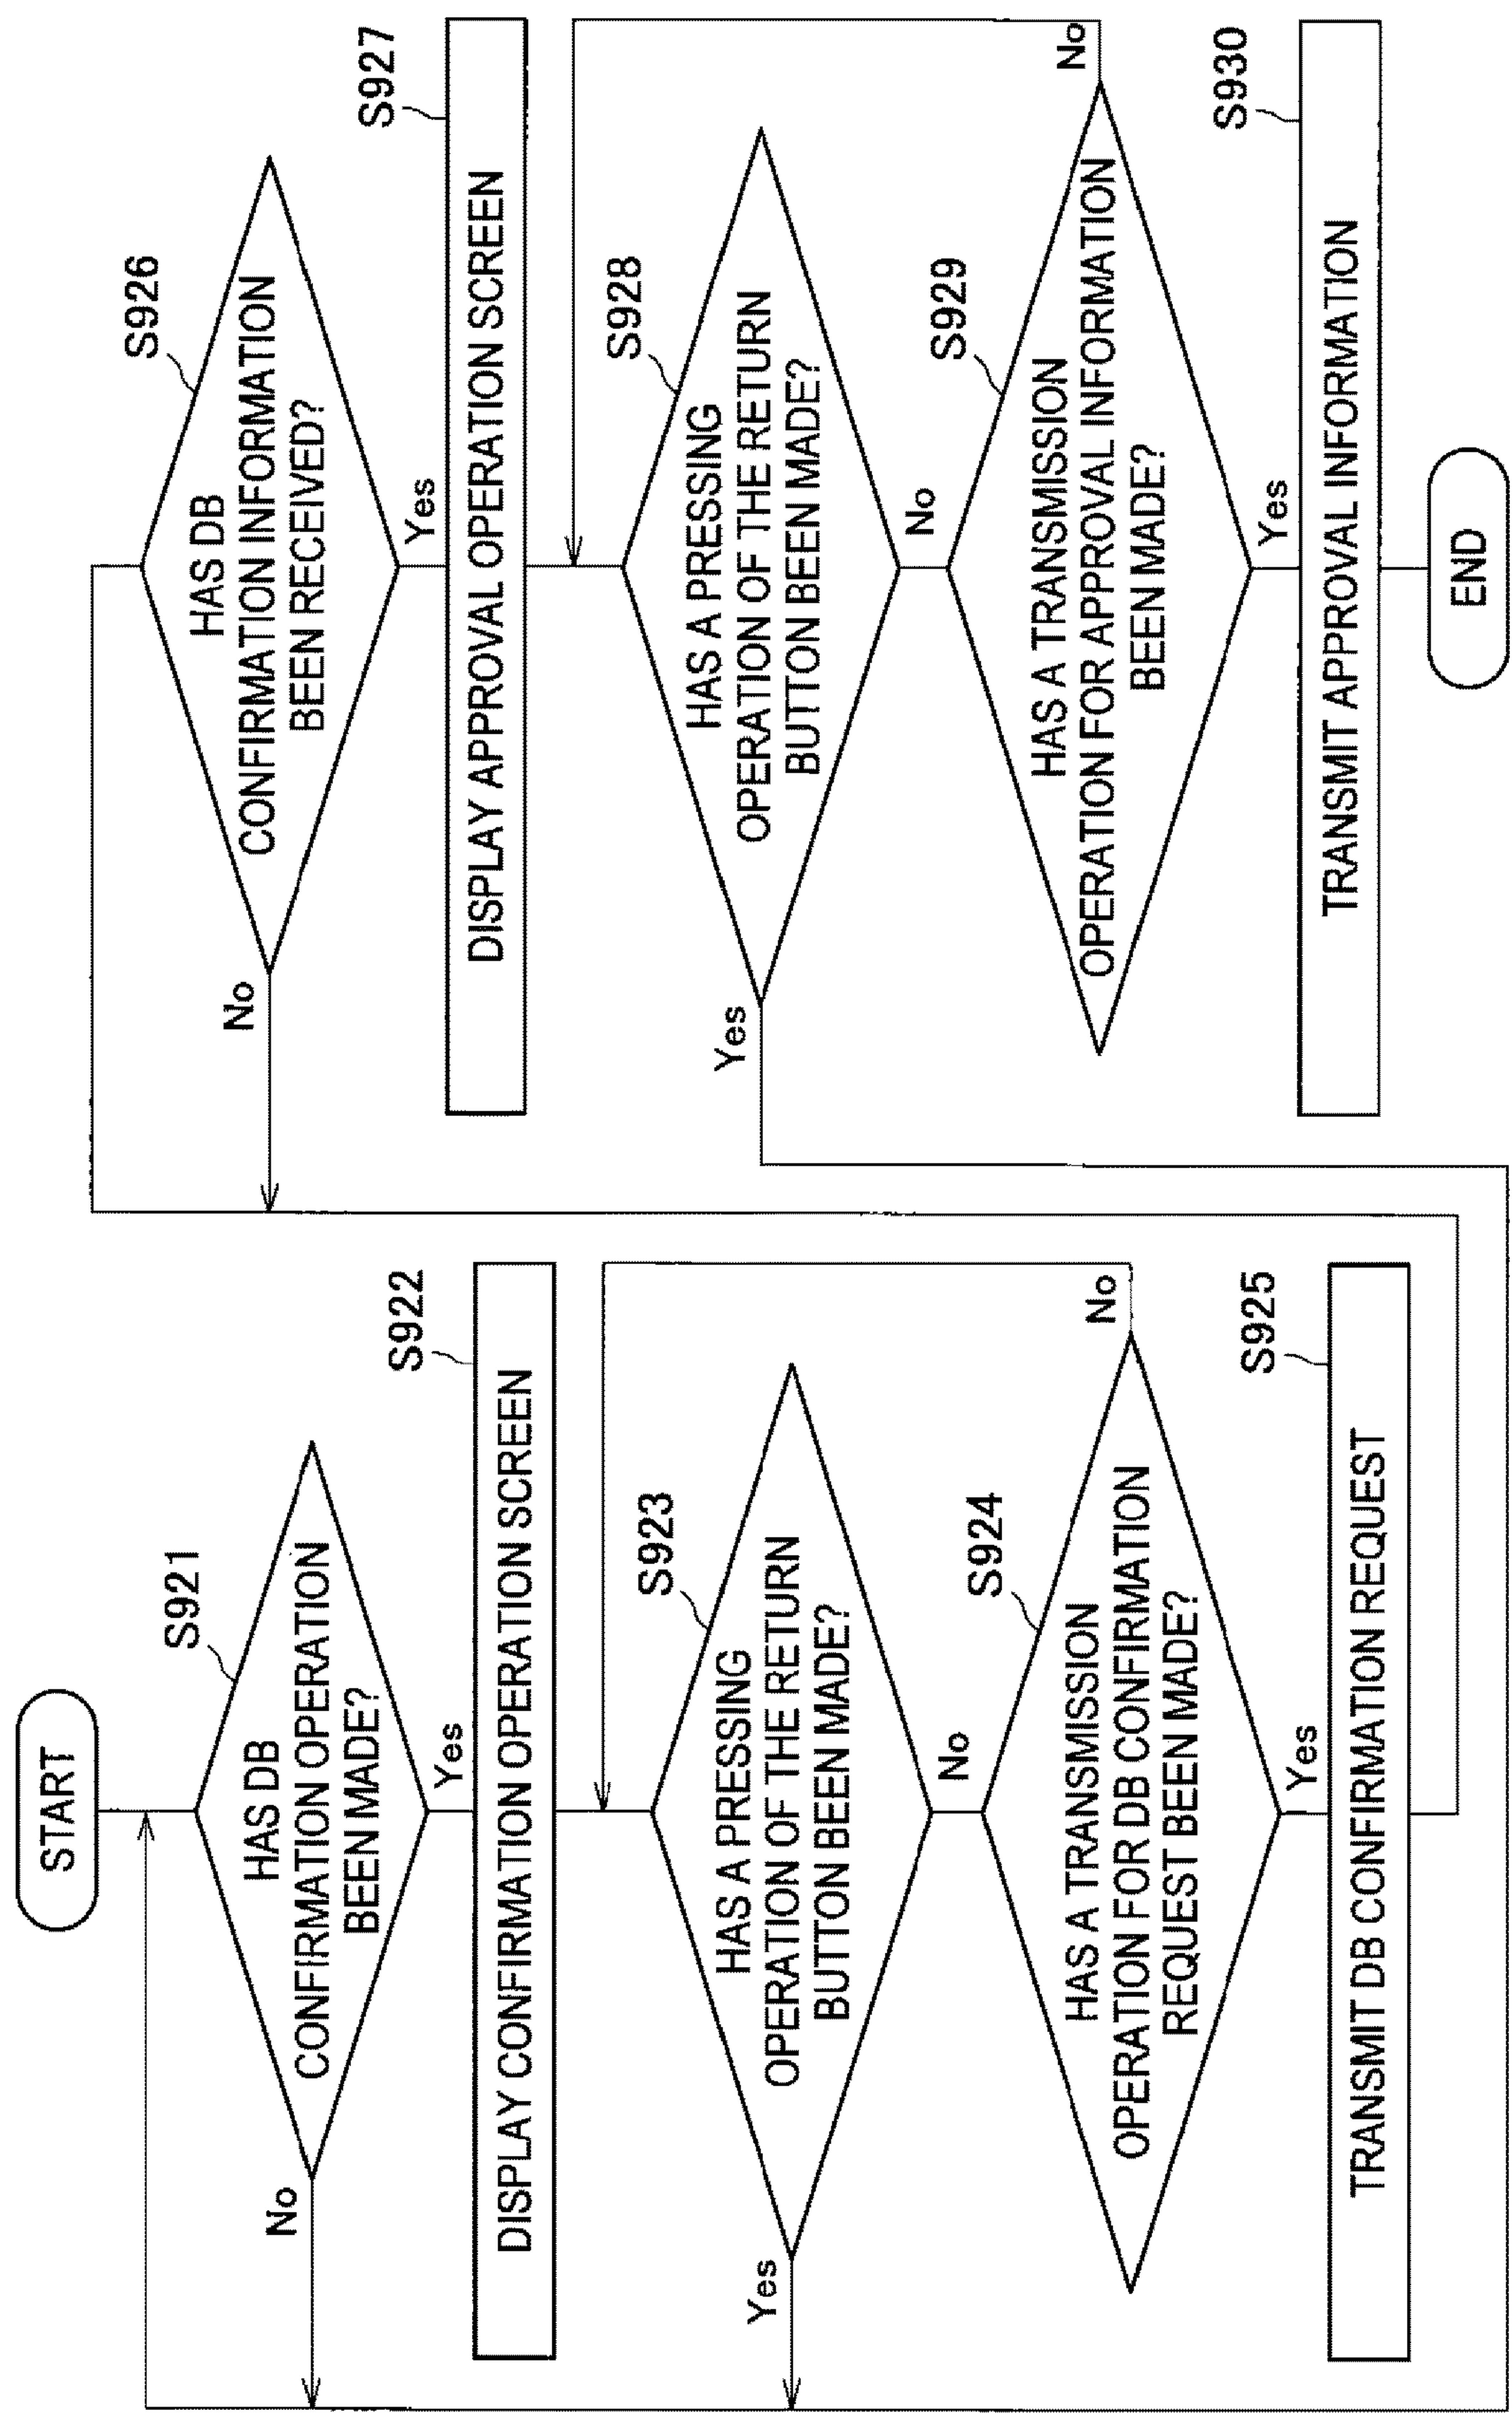 START
S921
HAS DB
CONFIRMATION OPERATION
BEEN MADE?
No
Yes
S922
DISPLAY CONFIRMATION OPERATION SCREEN
S923
HAS A PRESSING
OPERATION OF THE RETURN
BUTTON BEEN MADE?
Yes
No
S924
HAS A TRANSMISSION
OPERATION FOR DB CONFIRMATION
REQUEST BEEN MADE?
No
Yes
S925
TRANSMIT DB CONFIRMATION REQUEST
S926
HAS DB
CONFIRMATION INFORMATION
BEEN RECEIVED?
No
Yes
S927
DISPLAY APPROVAL OPERATION SCREEN
S928
HAS A PRESSING
OPERATION OF THE RETURN
BUTTON BEEN MADE?
Yes
No
S929
HAS A TRANSMISSION
OPERATION FOR APPROVAL INFORMATION
BEEN MADE?
No
Yes
S930
TRANSMIT APPROVAL INFORMATION
END